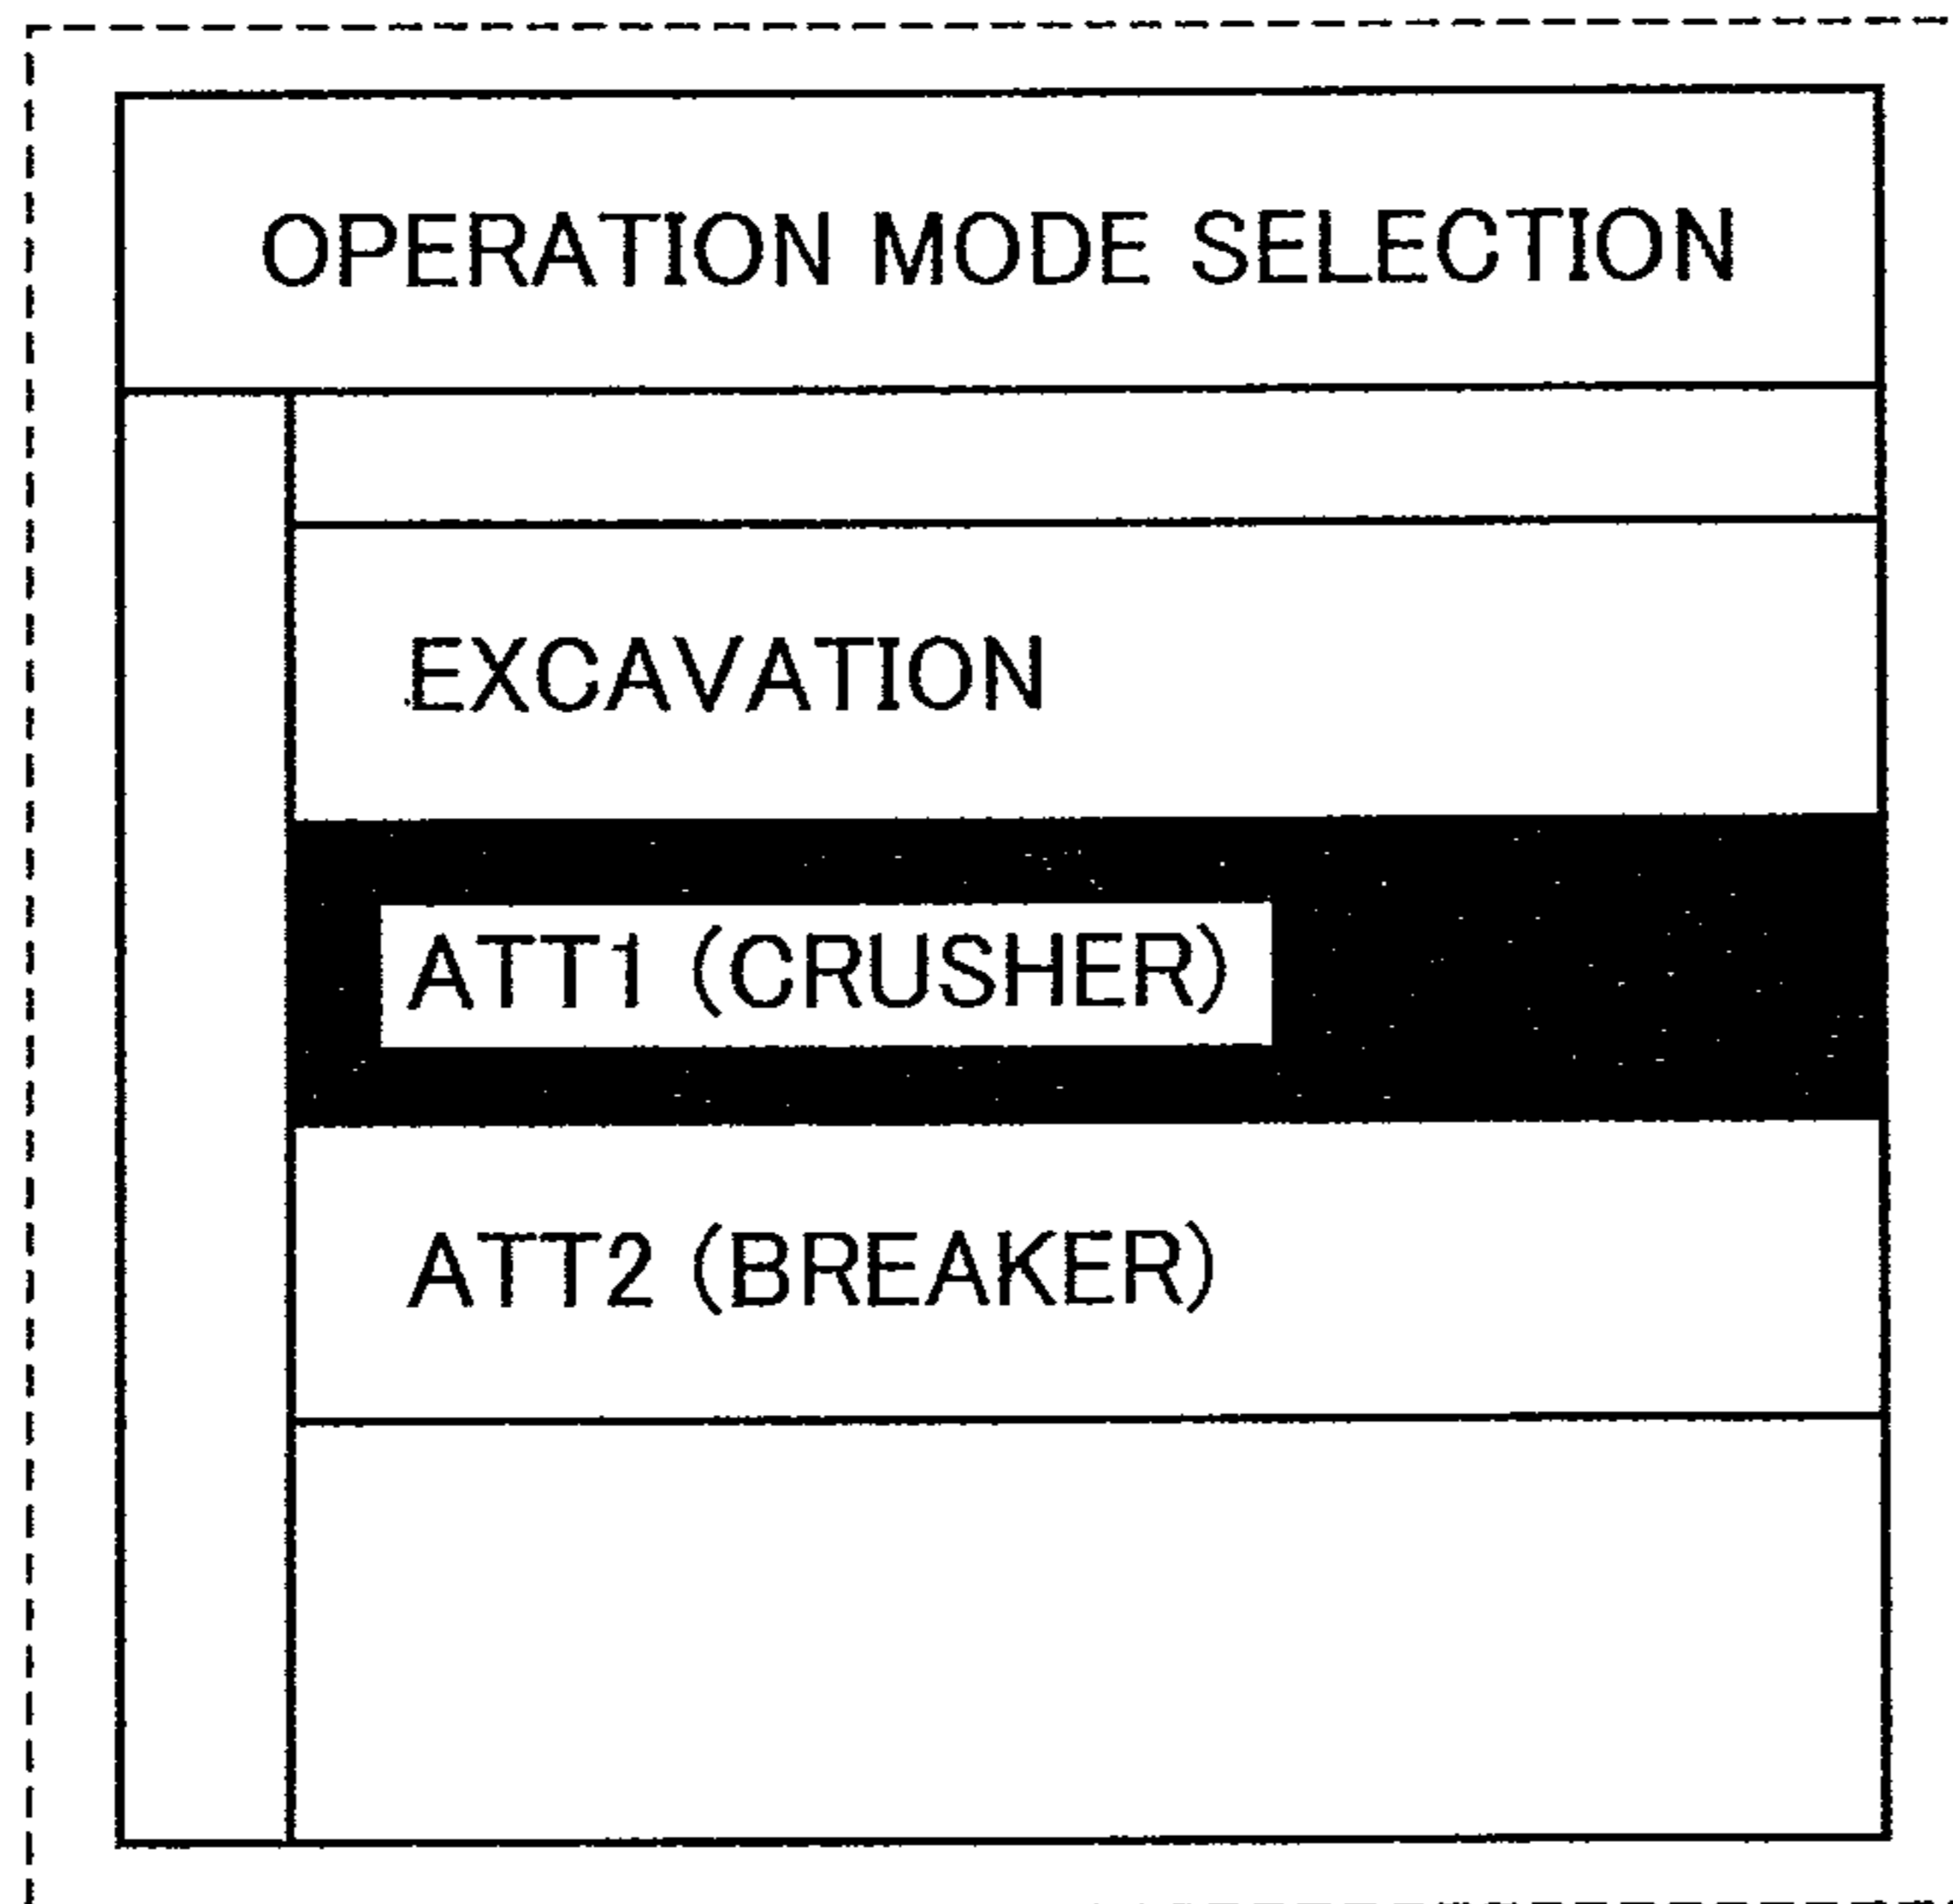 OPERATION MODE SELECTION
EXCAVATION
ATT1 (CRUSHER)
ATT2 (BREAKER)